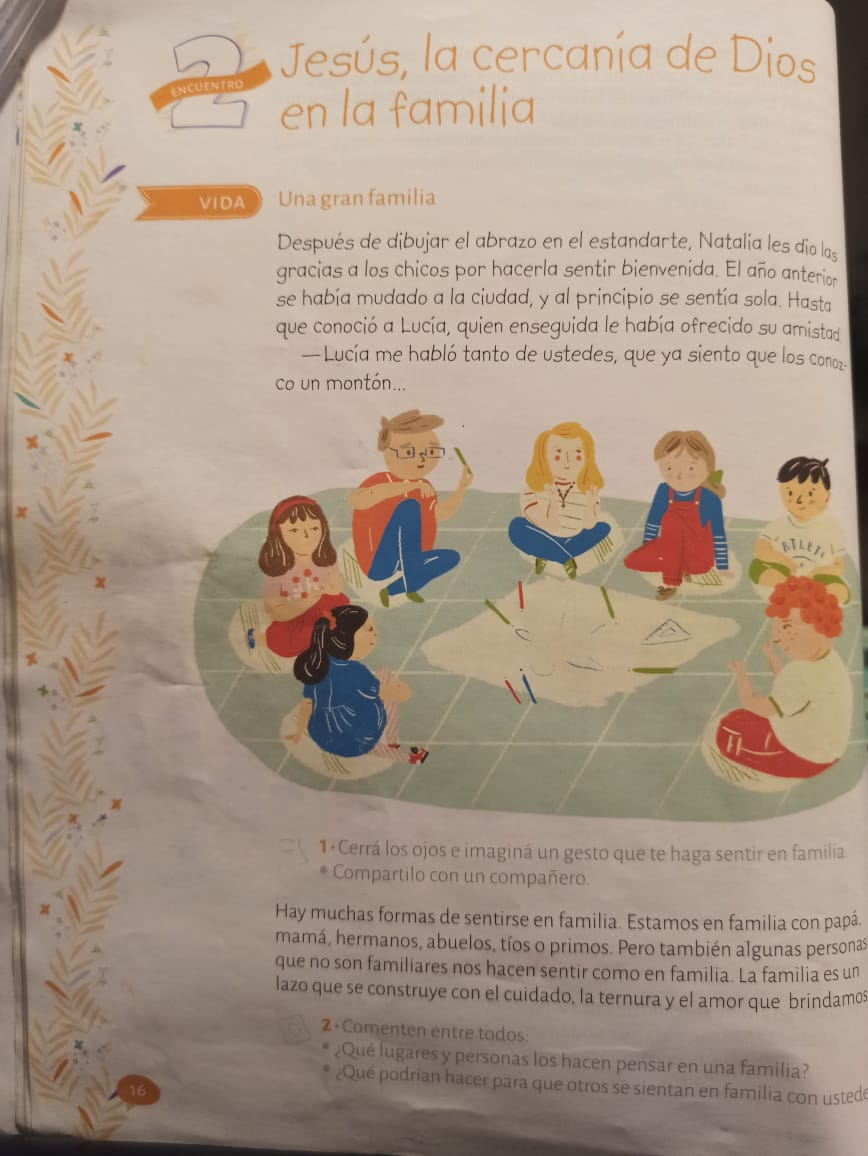 2
ENCUENTRO
Jesús, la cercanía de Dios
en la familia
VIDA
Una gran familia
Después de dibujar el abrazo en el estandarte, Natalia les dio las
gracias a los chicos por hacerla sentir bienvenida. El año anterior
se había mudado a la ciudad, y al principio se sentía sola. Hasta
que conoció a Lucía, quien enseguida le había ofrecido su amistad.
—Lucía me habló tanto de ustedes, que ya siento que los conoz-
co un montón...
ATLETI
1 • Cerrá los ojos e imaginá un gesto que te haga sentir en familia.
• Compartilo con un compañero.
Hay muchas formas de sentirse en familia. Estamos en familia con papá,
mamá, hermanos, abuelos, tíos o primos. Pero también algunas personas
que no son familiares nos hacen sentir como en familia. La familia es un
lazo que se construye con el cuidado, la ternura y el amor que brindamos
2 • Comenten entre todos:
• ¿Qué lugares y personas los hacen pensar en una familia?
• ¿Qué podrían hacer para que otros se sientan en familia con ustede
16